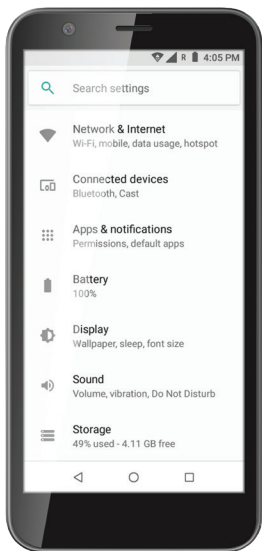 R 4:05 PM
Search settings
Network & Internet
Wi-Fi, mobile, data usage, hotspot
Connected devices
Bluetooth, Cast
Apps & notifications
Permissions, default apps
Battery
100%
Display
Wallpaper, sleep, font size
Sound
Volume, vibration, Do Not Disturb
Storage
49% used - 4.11 GB free